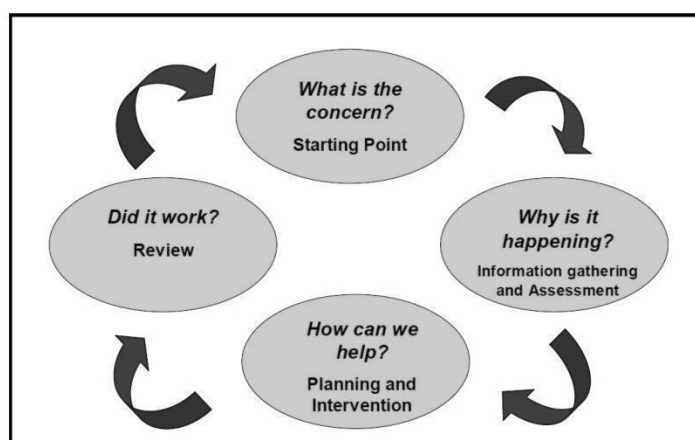 What is the
concern?
Starting Point
Why is it
happening?
Information gathering
and Assessment
How can we
help?
Planning and
Intervention
Did it work?
Review